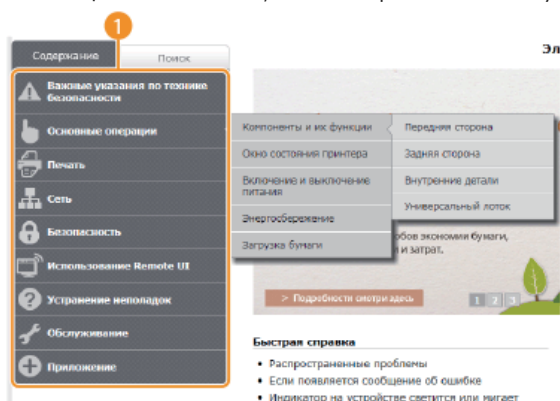 1
Содержание
Поиск
Эл
Важные указания по технике
безопасности
Основные операции
Печать
Сеть
Безопасность
Использование Remote UI
Устранение неполадок
Обслуживание
Приложение
Компоненты и их функции
Окно состояния принтера
Включение и выключение
питания
Энергосбережение
Загрузка бумаги
Передняя сторона
Задняя сторона
Внутренние детали
Универсальный лоток
обов экономии бумаги,
и затрат.
> Подробности смотри здесь
1 2 3
Быстрая справка
• Распространенные проблемы
• Если появляется сообщение об ошибке
• Индикатор на устройстве светится или мигает